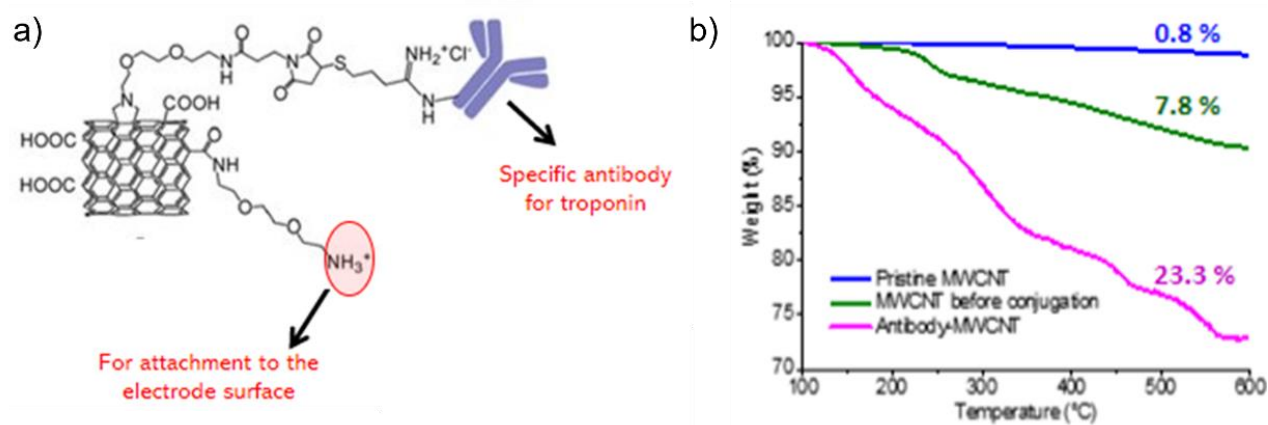 a)
O
O
N
H
O
N
O
O
S
NH₂⁺Cl⁻
N
H
N
COOH
HOOC
HOOC
O
NH
O
O
NH₃⁺
Specific antibody
for troponin
For attachment to the
electrode surface
b)
100
95
90
85
80
75
70
Weight (%)
0.8 %
7.8 %
23.3 %
Pristine MWCNT
MWCNT before conjugation
Antibody-MWCNT
100
200
300
400
500
600
Temperature (ºC)